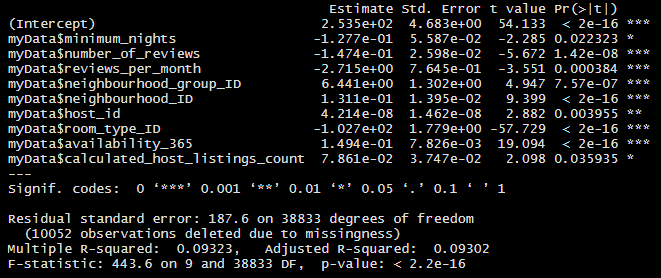 Estimate Std. Error t value Pr(>|t|)
(Intercept) 2.535e+02 4.683e+00 54.133 < 2e-16 ***
myData$minimum_nights -1.277e-01 5.587e-02 -2.285 0.022323 *
myData$number_of_reviews -1.474e-01 2.598e-02 -5.672 1.42e-08 ***
myData$reviews_per_month -2.715e+00 7.645e-01 -3.551 0.000384 ***
myData$neighbourhood_group_ID 6.441e+00 1.302e+00 4.947 7.57e-07 ***
myData$neighbourhood_ID 1.311e-01 1.395e-02 9.399 < 2e-16 ***
myData$host_id 4.214e-08 1.462e-08 2.882 0.003955 **
myData$room_type_ID -1.027e+02 1.779e+00 -57.729 < 2e-16 ***
myData$availability_365 1.494e-01 7.826e-03 19.094 < 2e-16 ***
myData$calculated_host_listings_count 7.861e-02 3.747e-02 2.098 0.035935 *
---
Signif. codes: 0 ‘***’ 0.001 ‘**’ 0.01 ‘*’ 0.05 ‘.’ 0.1 ‘ ’ 1
Residual standard error: 187.6 on 38833 degrees of freedom
(10052 observations deleted due to missingness)
Multiple R-squared: 0.09323, Adjusted R-squared: 0.09302
F-statistic: 443.6 on 9 and 38833 DF, p-value: < 2.2e-16